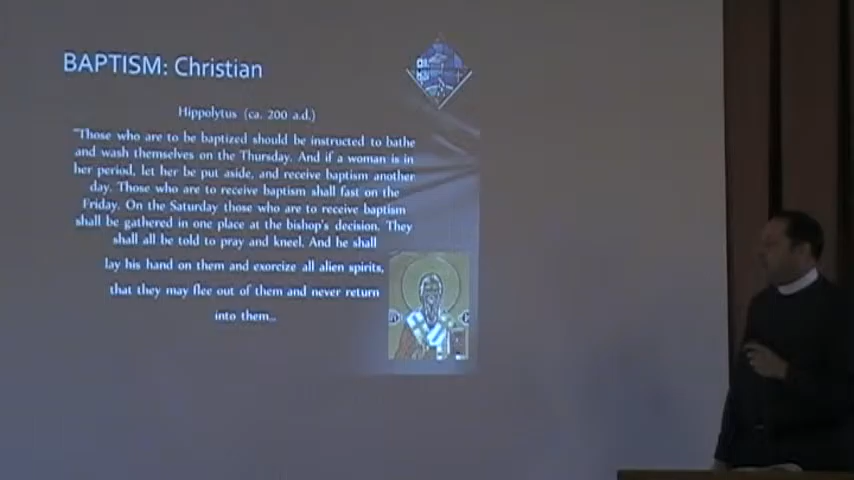 BAPTISM: Christian
Hippolytus (ca. 200 a.d.)
"Those who are to be baptized should be instructed to bathe
and wash themselves on the Thursday. And if a woman is in
her period, let her be put aside, and receive baptism another
day. Those who are to receive baptism shall fast on the
Friday. On the Saturday those who are to receive baptism
shall be gathered in one place at the bishop's decision. They
shall all be told to pray and kneel. And he shall
lay his hand on them and exorcize all alien spirits,
that they may flee out of them and never return
into them...